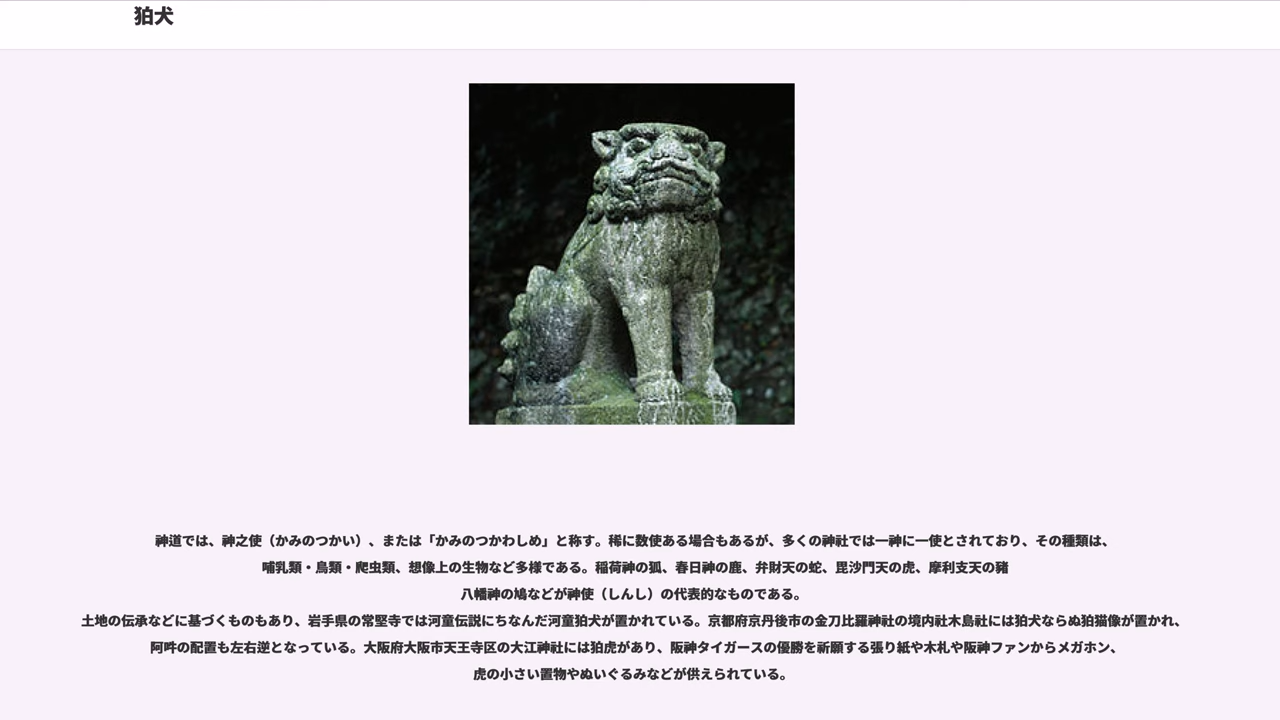 狛犬
神道では、神之使（かみのつかい）、または「かみのつかわしめ」と称す。稀に数使ある場合もあるが、多くの神社では一神に一使とされており、その種類は、
哺乳類・鳥類・爬虫類、想像上の生物など多様である。稲荷神の狐、春日神の鹿、弁財天の蛇、毘沙門天の虎、摩利支天の豬
八幡神の鳩などが神使（しんし）の代表的なものである。
土地の伝承などに基づくものもあり、岩手県の常堅寺では河童伝説にちなんだ河童狛犬が置かれている。京都府京丹後市の金刀比羅神社の境内社木島社には狛犬ならぬ狛猫像が置かれ、
阿吽の配置も左右逆となっている。大阪府大阪市天王寺区の大江神社には狛虎があり、阪神タイガースの優勝を祈願する張り紙や木札や阪神ファンからメガホン、
虎の小さい置物やぬいぐるみなどが供えられている。